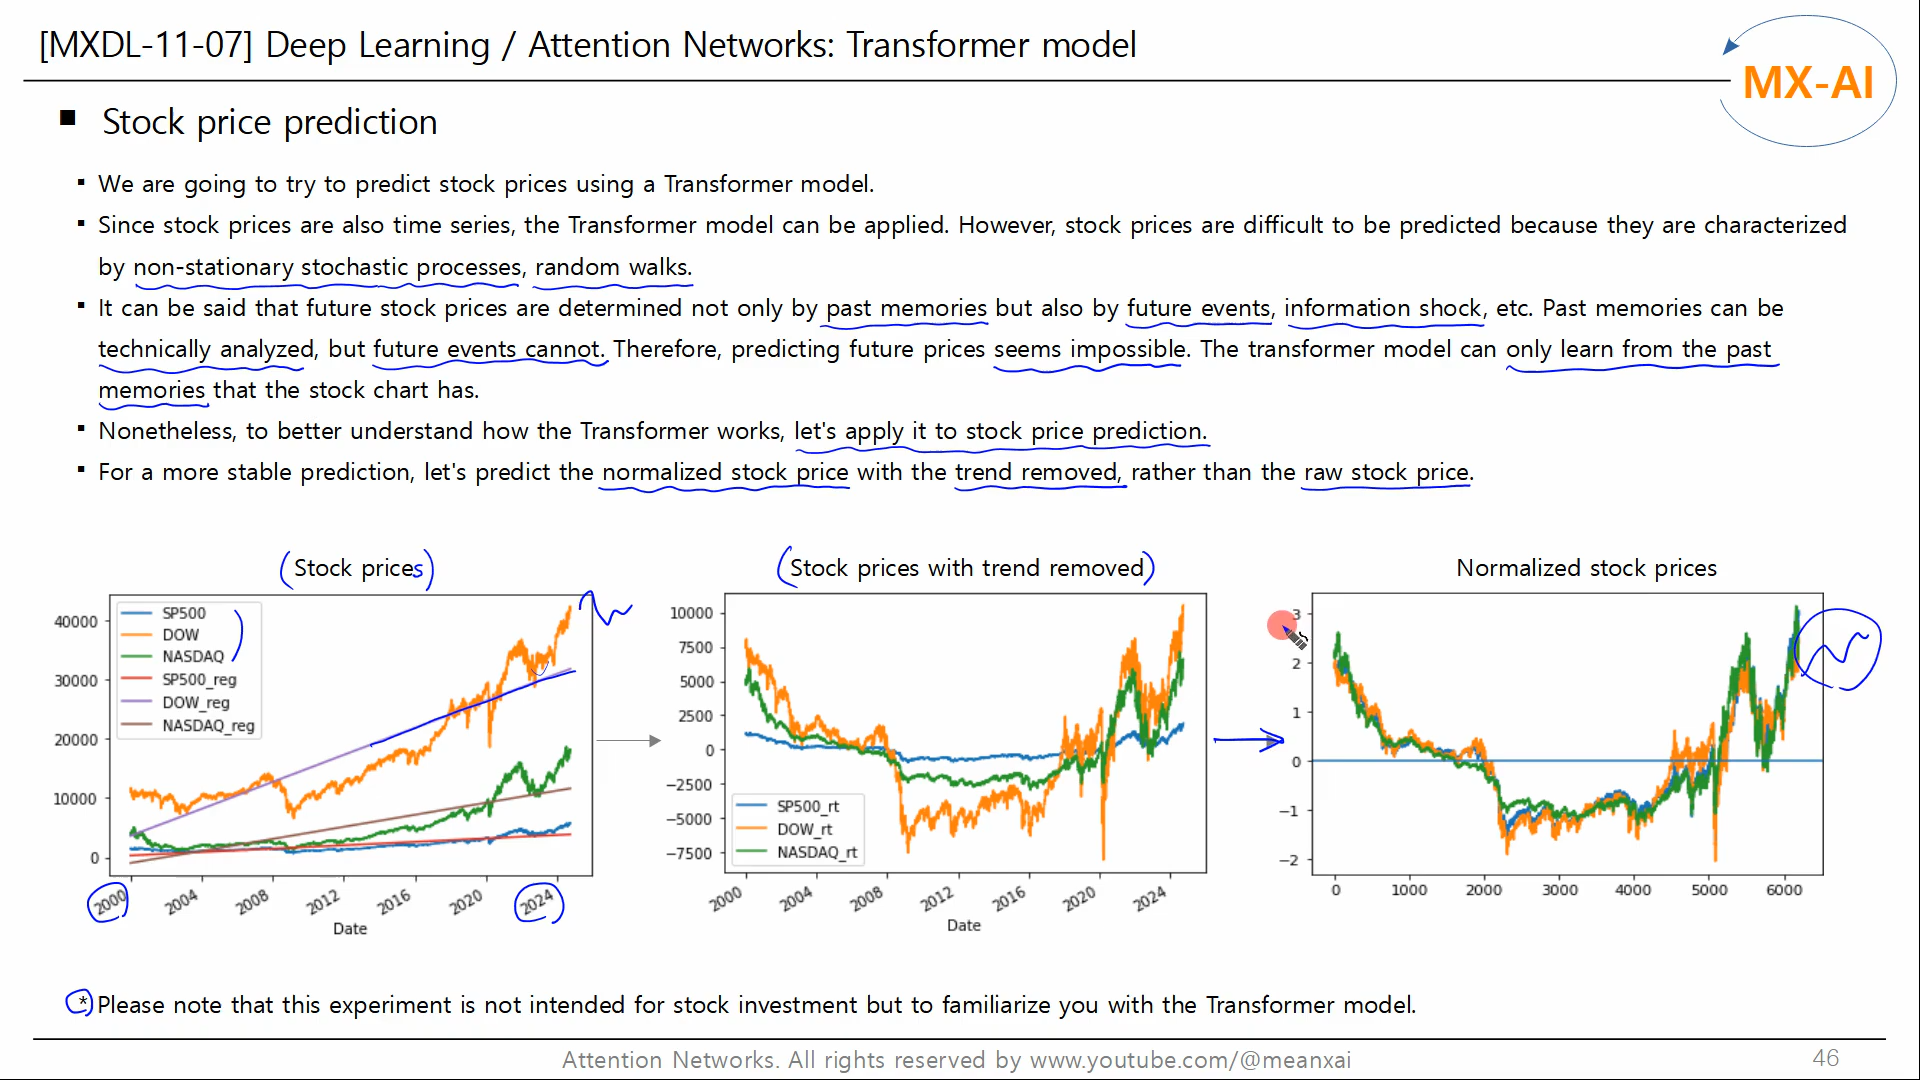 [MXDL-11-07] Deep Learning / Attention Networks: Transformer model
MX-AI
■ Stock price prediction
▪ We are going to try to predict stock prices using a Transformer model.
▪ Since stock prices are also time series, the Transformer model can be applied. However, stock prices are difficult to be predicted because they are characterized
by non-stationary stochastic processes, random walks.
▪ It can be said that future stock prices are determined not only by past memories but also by future events, information shock, etc. Past memories can be
technically analyzed, but future events cannot. Therefore, predicting future prices seems impossible. The transformer model can only learn from the past
memories that the stock chart has.
▪ Nonetheless, to better understand how the Transformer works, let's apply it to stock price prediction.
▪ For a more stable prediction, let's predict the normalized stock price with the trend removed, rather than the raw stock price.
(Stock prices)
40000
30000
20000
10000
0
SP500
DOW
NASDAQ
SP500_reg
DOW_reg
NASDAQ_reg
2000 2004 2008 2012 2016 2020 2024
Date
(Stock prices with trend removed)
10000
7500
5000
2500
0
−2500
−5000
−7500
SP500_rt
DOW_rt
NASDAQ_rt
2000 2004 2008 2012 2016 2020 2024
Date
Normalized stock prices
3
2
1
0
−1
−2
0 1000 2000 3000 4000 5000 6000
* Please note that this experiment is not intended for stock investment but to familiarize you with the Transformer model.
Attention Networks. All rights reserved by www.youtube.com/@meanxai
46